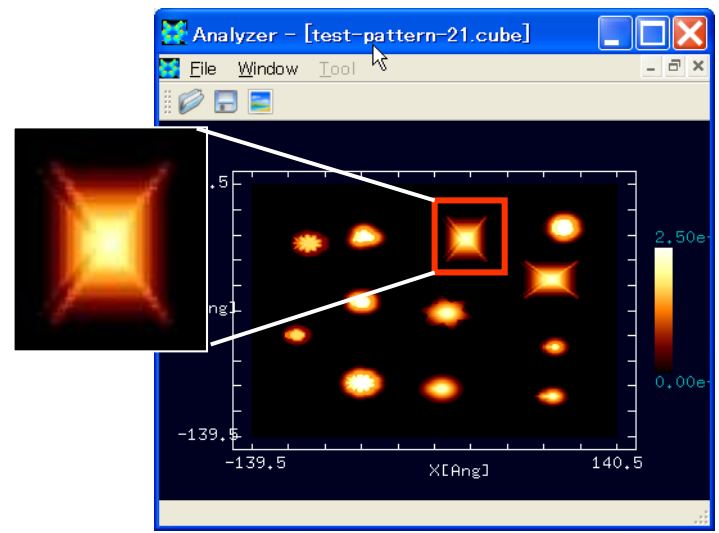 Analyzer - [test-pattern-21.cube]
File Window Tool
.5
2.50e
ng]
0.00e
-139.5
-139.5 140.5
X[Ang]